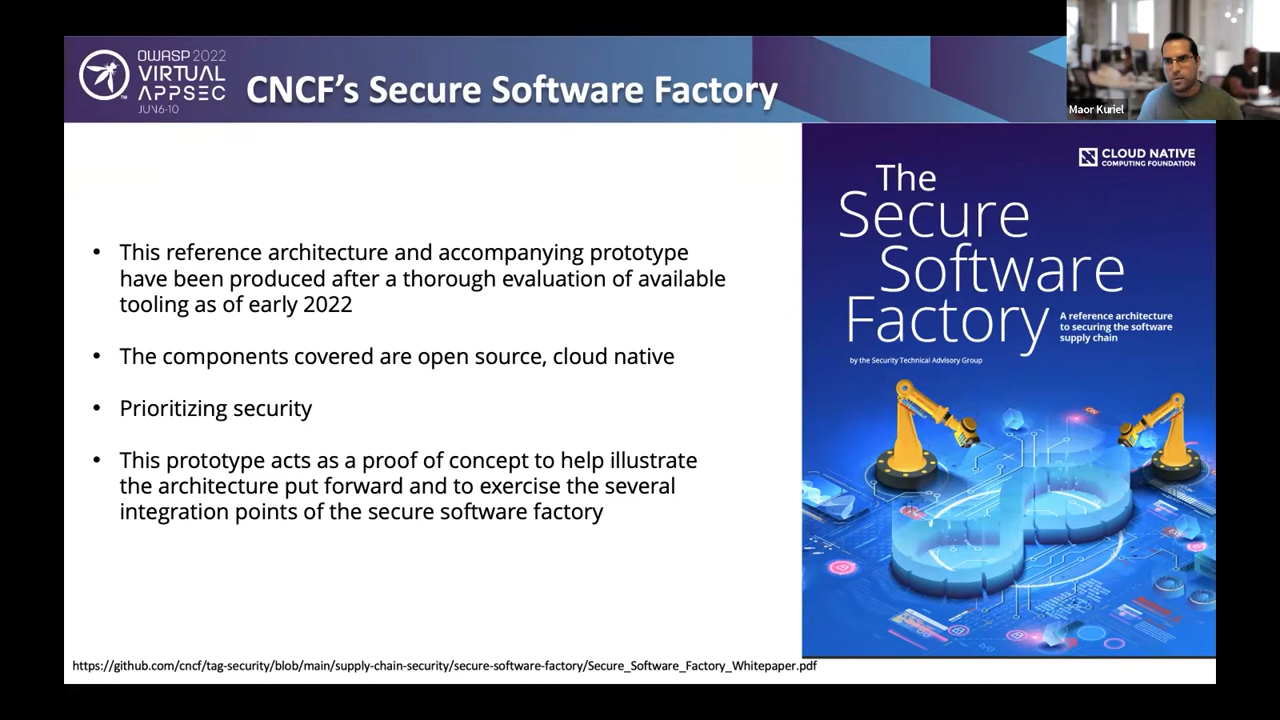 OWASP 2022
VIRTUAL
APPSEC
JUN 6-10
CNCF’s Secure Software Factory
Maor Kuriel
• This reference architecture and accompanying prototype
have been produced after a thorough evaluation of available
tooling as of early 2022
• The components covered are open source, cloud native
• Prioritizing security
• This prototype acts as a proof of concept to help illustrate
the architecture put forward and to exercise the several
integration points of the secure software factory
CLOUD NATIVE
COMPUTING FOUNDATION
The
Secure
Software
Factory
A reference architecture
to securing the software
supply chain
by the Security Technical Advisory Group
https://github.com/cncf/tag-security/blob/main/supply-chain-security/secure-software-factory/Secure_Software_Factory_Whitepaper.pdf